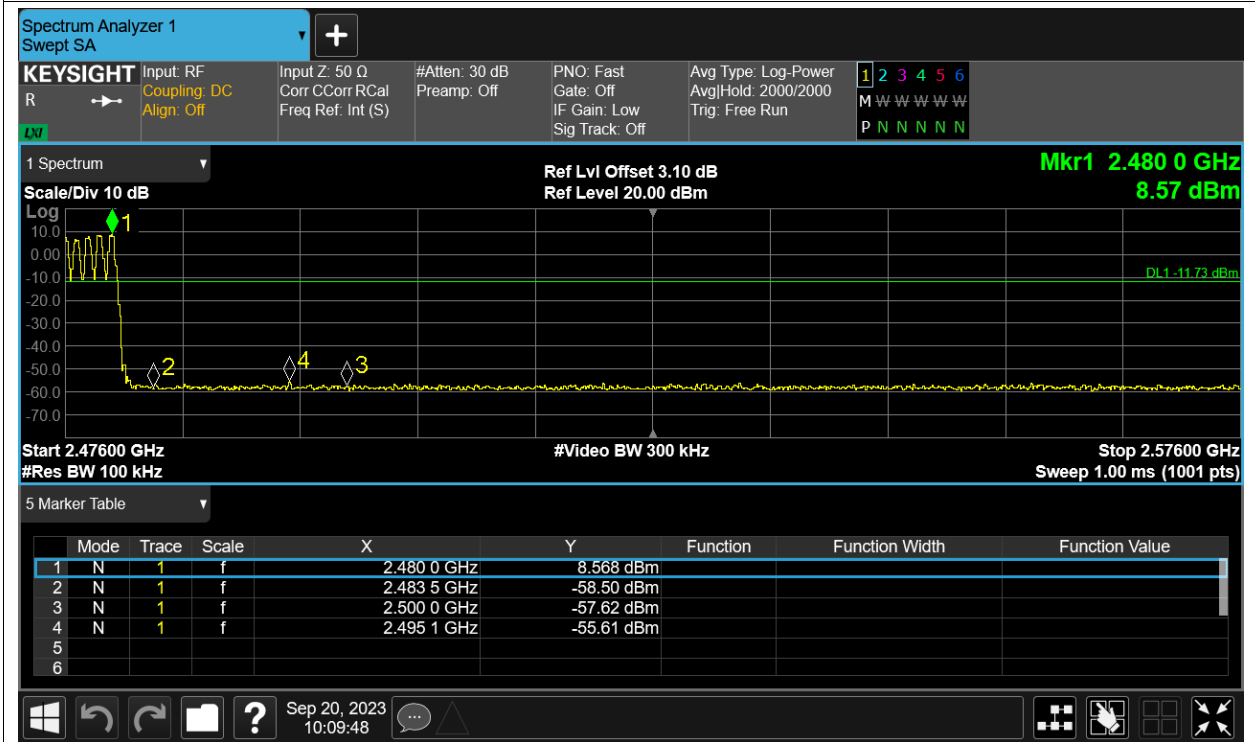 Spectrum Analyzer 1
Swept SA
KEYSIGHT
R
LXI
Input: RF
Coupling: DC
Align: Off
Input Z: 50 Ω
Corr CCorr RCal
Freq Ref: Int (S)
#Atten: 30 dB
Preamp: Off
PNO: Fast
Gate: Off
IF Gain: Low
Sig Track: Off
Avg Type: Log-Power
Avg|Hold: 2000/2000
Trig: Free Run
1 2 3 4 5 6
M W W W W W
P N N N N N
1 Spectrum
Scale/Div 10 dB
Ref Lvl Offset 3.10 dB
Ref Level 20.00 dBm
Mkr1 2.480 0 GHz
8.57 dBm
Log
10.0
0.00
-10.0
-20.0
-30.0
-40.0
-50.0
-60.0
-70.0
1
2
4
3
DL1 -11.73 dBm
Start 2.47600 GHz
#Video BW 300 kHz
Stop 2.57600 GHz
#Res BW 100 kHz
Sweep 1.00 ms (1001 pts)
5 Marker Table
Mode Trace Scale X Y Function Function Width Function Value
1 N 1 f 2.480 0 GHz 8.568 dBm
2 N 1 f 2.483 5 GHz -58.50 dBm
3 N 1 f 2.500 0 GHz -57.62 dBm
4 N 1 f 2.495 1 GHz -55.61 dBm
5
6
?
Sep 20, 2023
10:09:48